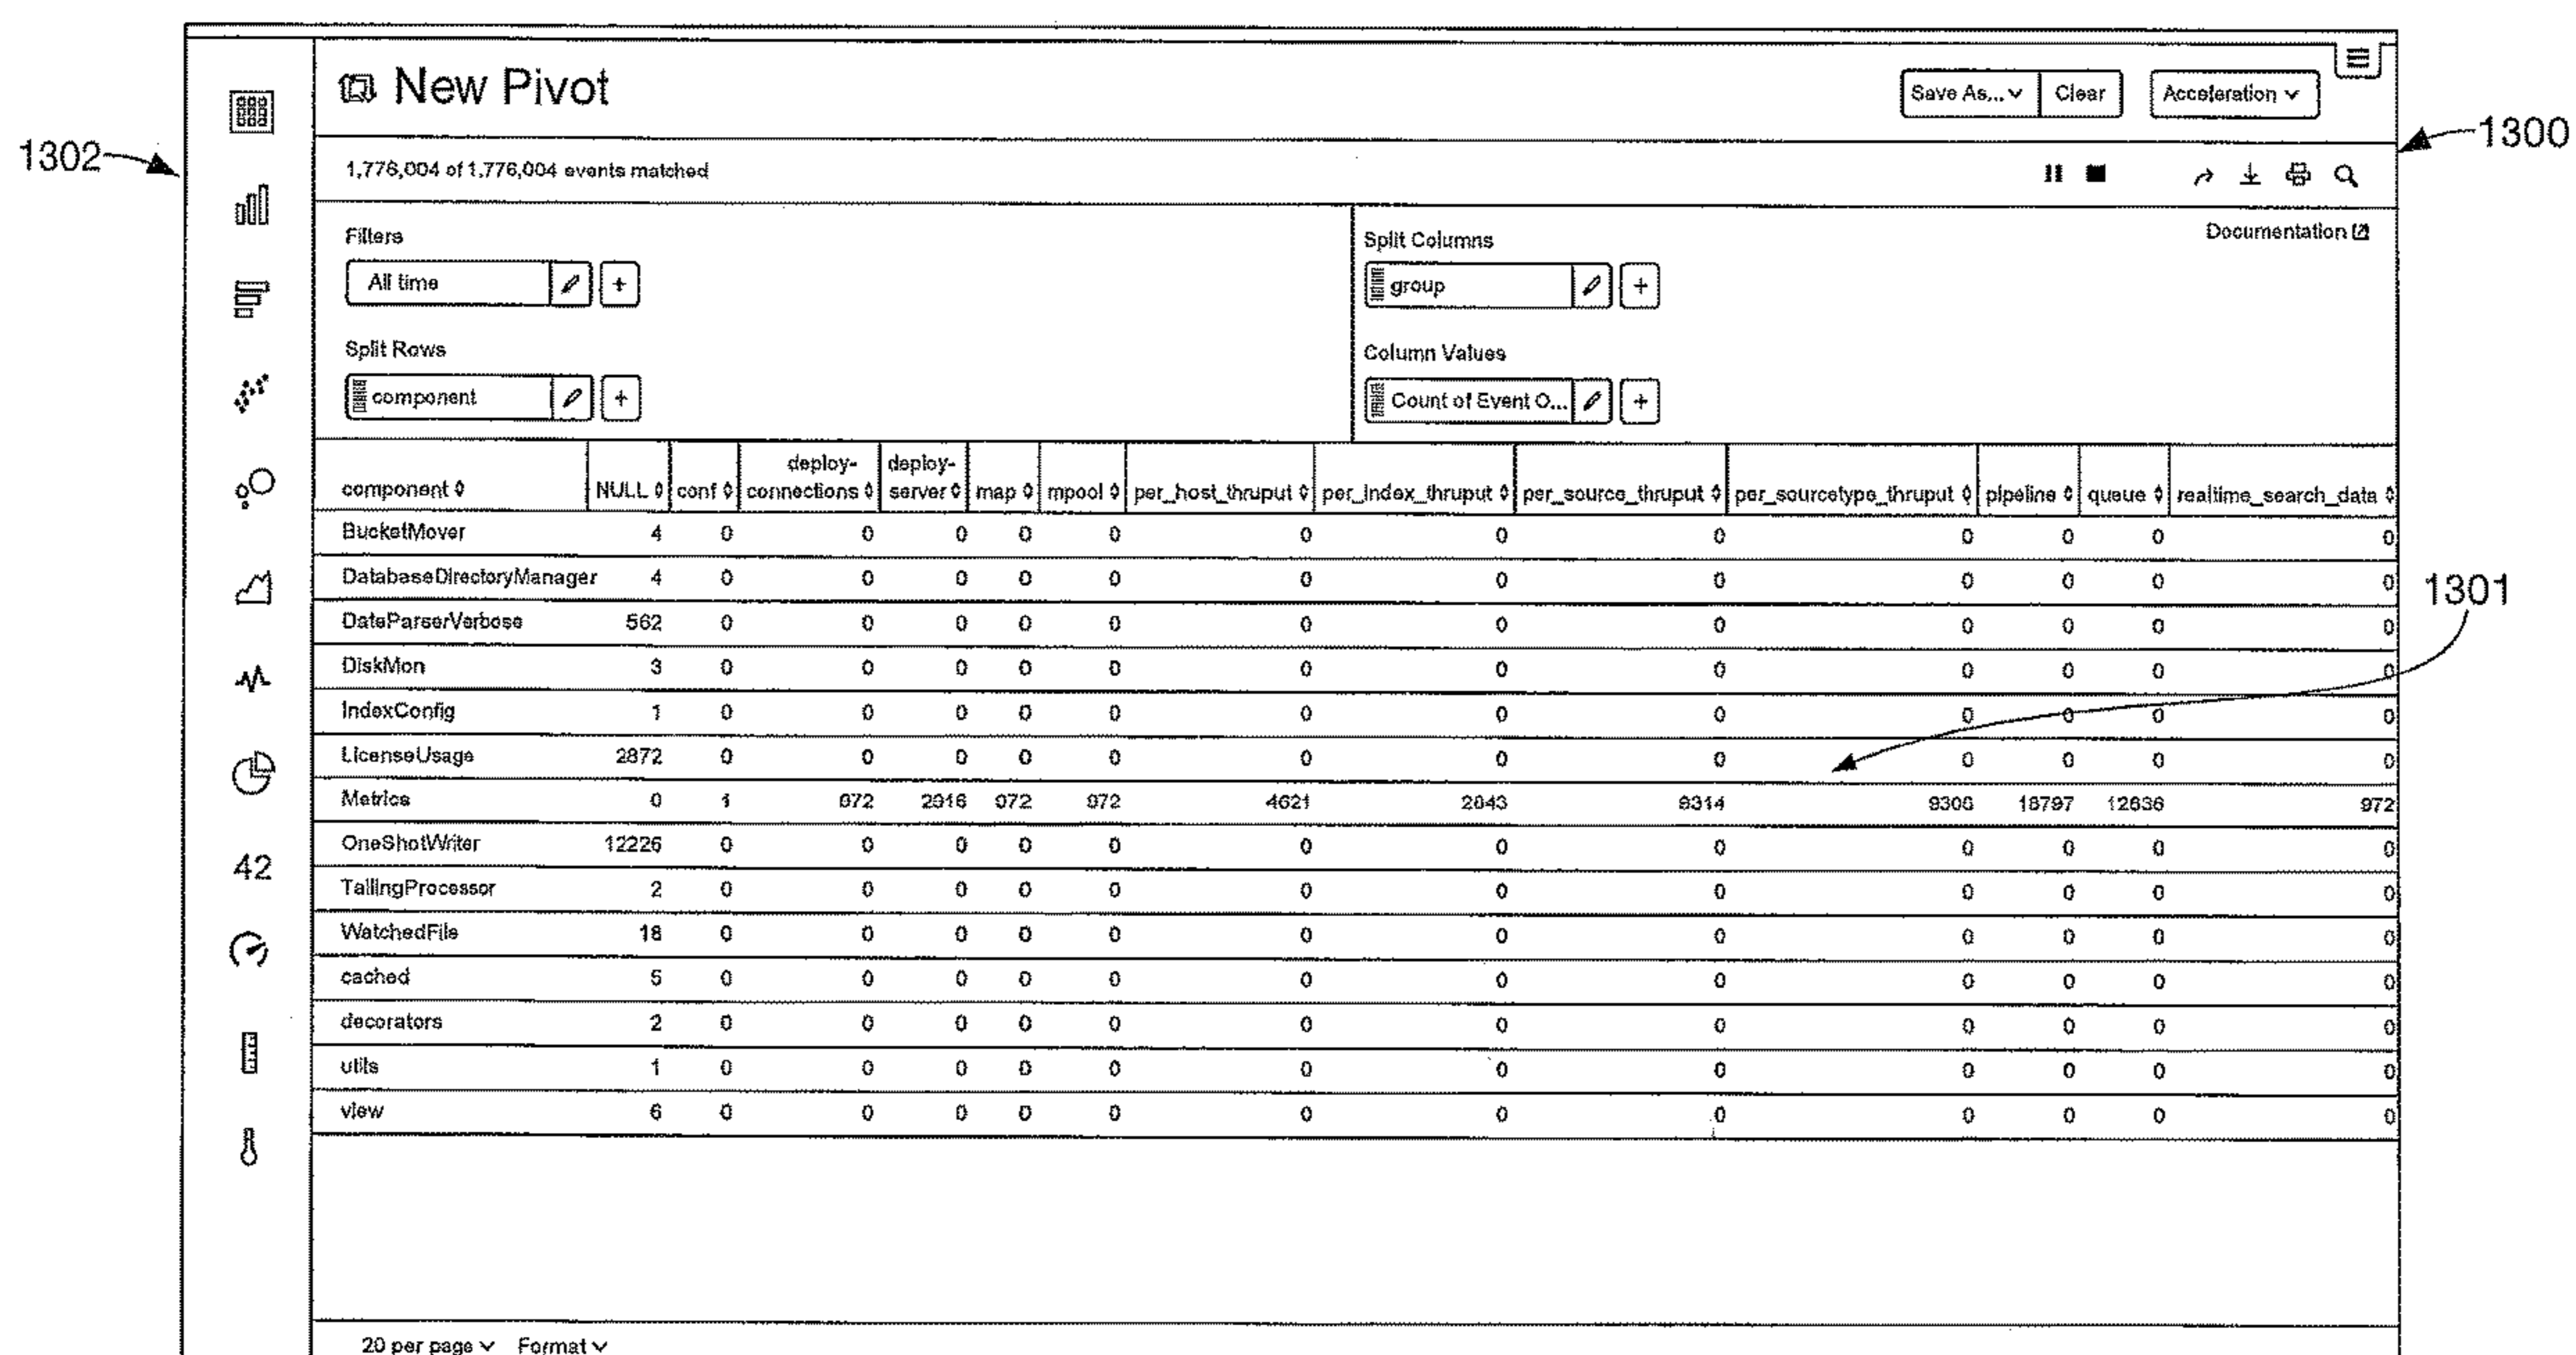 New Pivot
Save As... Clear Acceleration
1302
1300
1,776,004 of 1,776,004 events matched
Filters
Split Columns
Documentation
All time
+
group
+
Split Rows
Column Values
component
+
Count of Event O...
+
component NULL conf deploy-connections deploy-server map mpool per_host_thruput per_index_thruput per_source_thruput per_sourcetype_thruput pipeline queue realtime_search_data
BucketMover 4 0 0 0 0 0 0 0 0 0 0 0 0
DatabaseDirectoryManager 4 0 0 0 0 0 0 0 0 0 0 0 0
1301
DateParserVerbose 562 0 0 0 0 0 0 0 0 0 0 0 0
DiskMon 3 0 0 0 0 0 0 0 0 0 0 0 0
IndexConfig 1 0 0 0 0 0 0 0 0 0 0 0 0
LicenseUsage 2872 0 0 0 0 0 0 0 0 0 0 0 0
Metrics 0 1 972 972 972 4621 9314 18797 972
OneShotWriter 12226 0 0 0 0 0 0 0 0 0 0 0 0
42
TailingProcessor 2 0 0 0 0 0 0 0 0 0 0 0 0
WatchedFile 18 0 0 0 0 0 0 0 0 0 0 0 0
cached 5 0 0 0 0 0 0 0 0 0 0 0 0
decorators 2 0 0 0 0 0 0 0 0 0 0 0 0
utils 1 0 0 0 0 0 0 0 0 0 0 0 0
view 6 0 0 0 0 0 0 0 0 0 0 0 0
20 per page Format